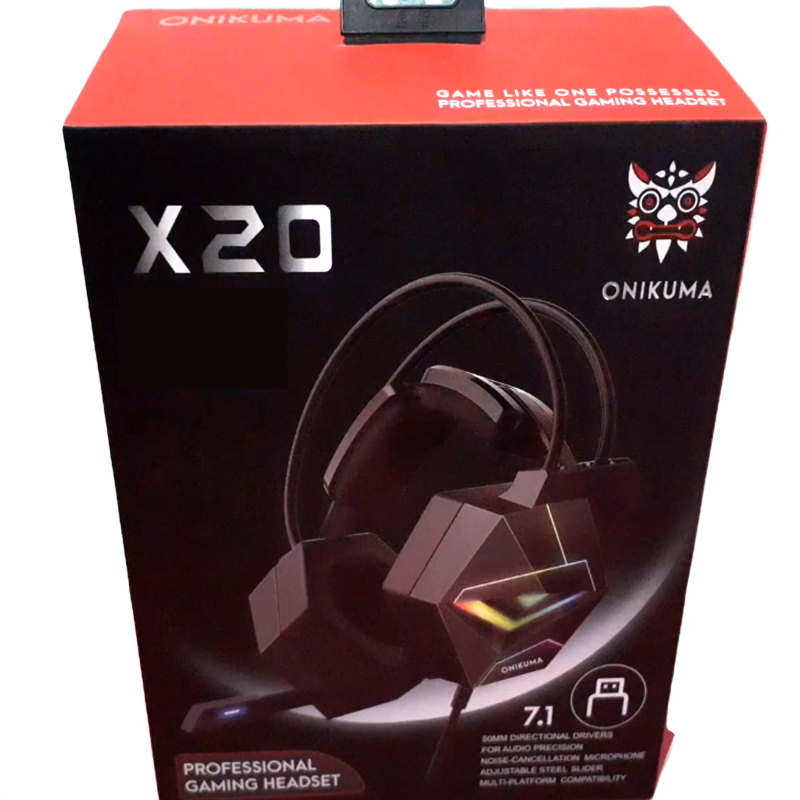 ONIKUMA
GAME LIKE ONE POSSESSED
PROFESSIONAL GAMING HEADSET
X20
ONIKUMA
ONIKUMA
7.1
50MM DIRECTIONAL DRIVERS
FOR AUDIO PRECISION
NOISE-CANCELLATION MICROPHONE
ADJUSTABLE STEEL SLIDER
MULTI-PLATFORM COMPATIBILITY
PROFESSIONAL
GAMING HEADSET